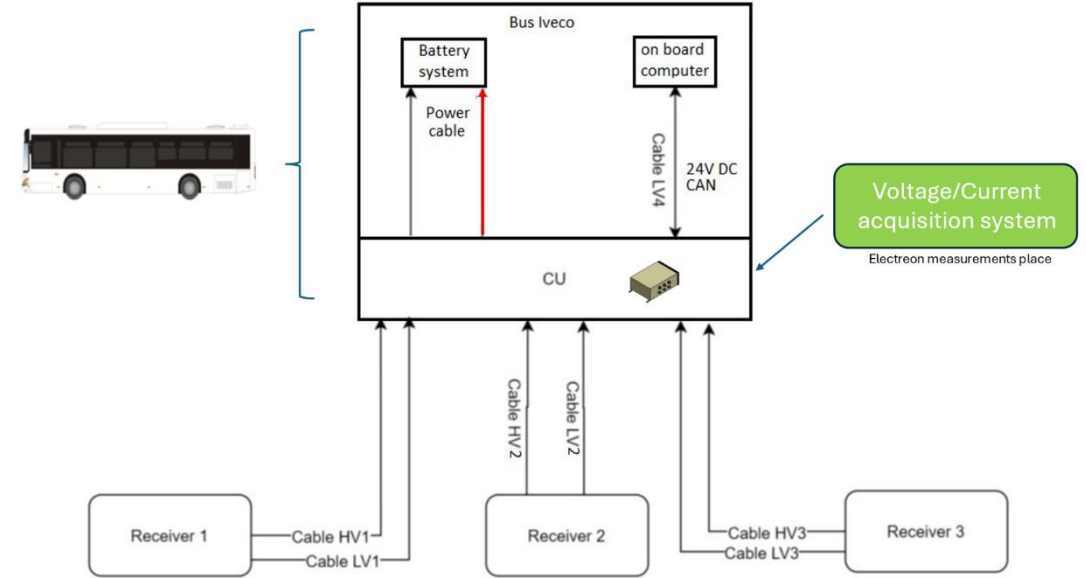 Bus Iveco
Battery
system
on board
computer
Power
cable
Cable LV4
24V DC
CAN
Voltage/Current
acquisition system
Electreon measurements place
CU
Cable HV2
Cable LV2
Receiver 1
Cable HV1
Cable LV1
Receiver 2
Cable HV3
Cable LV3
Receiver 3